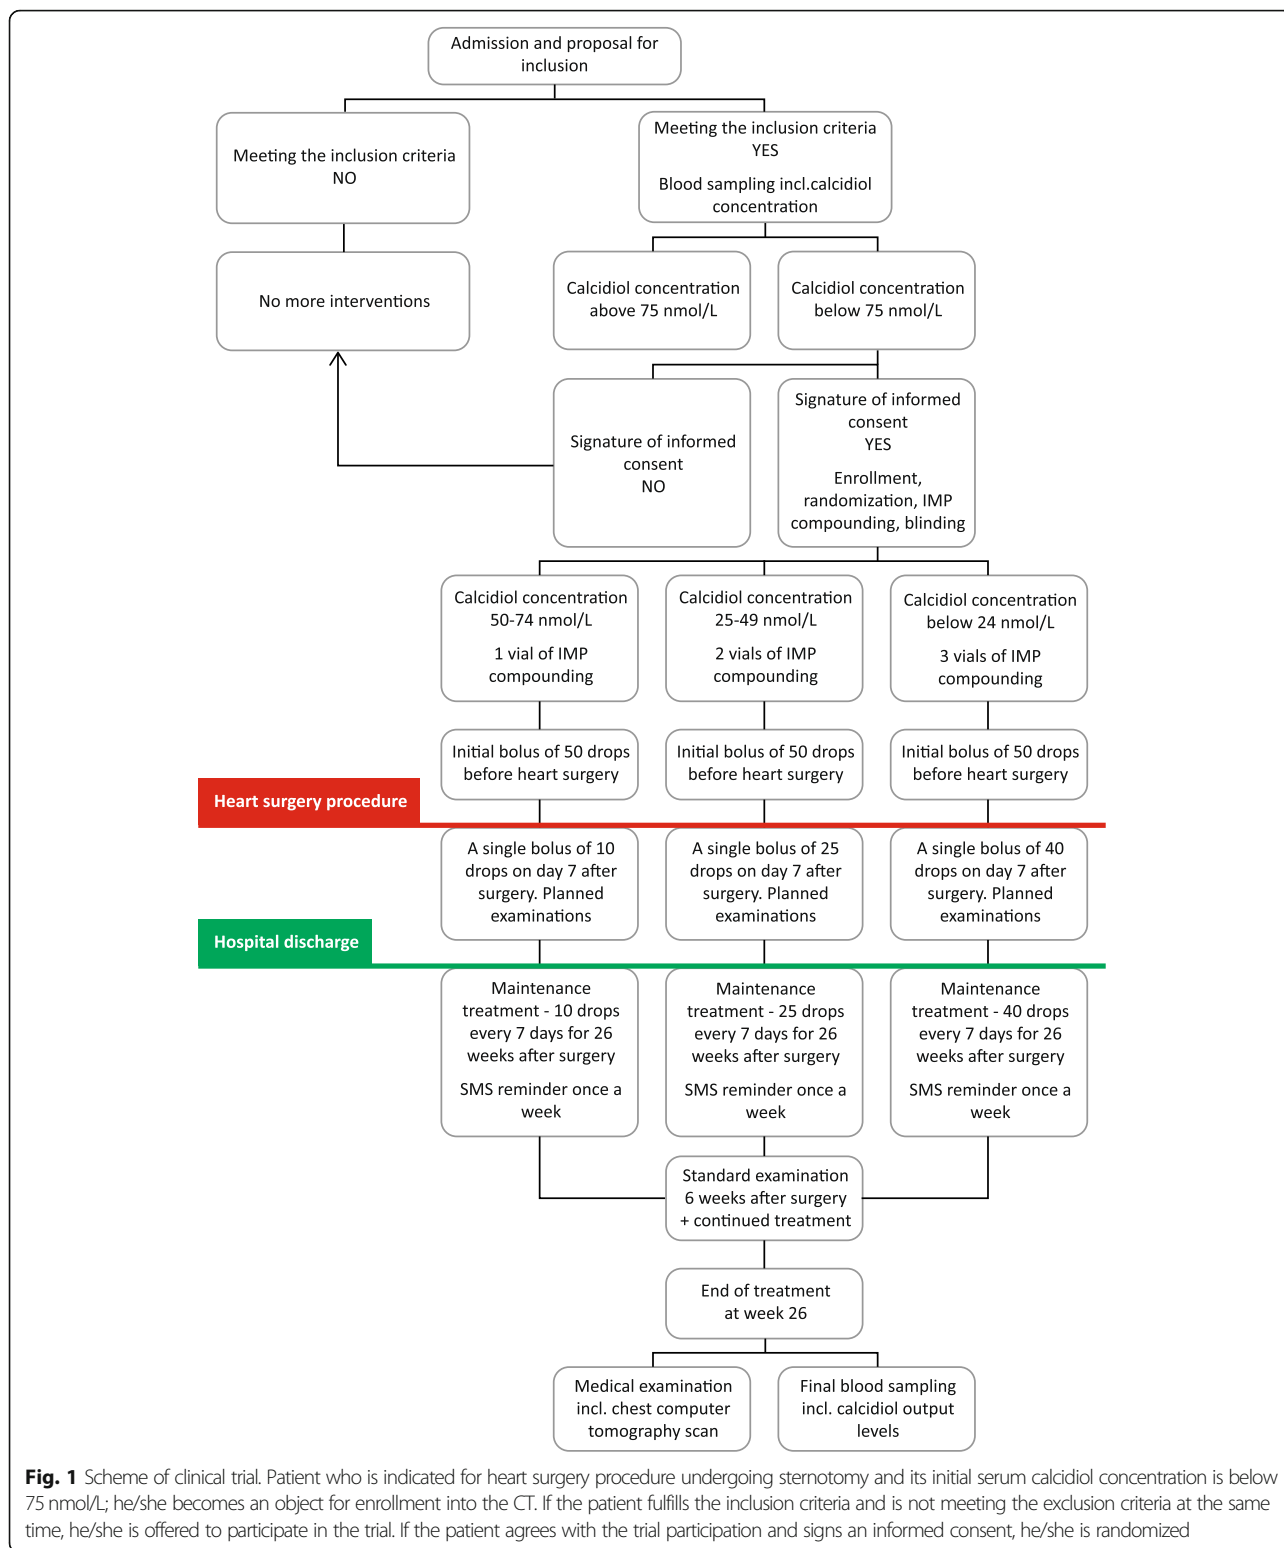 Admission and proposal for
inclusion
Meeting the inclusion criteria
NO
Meeting the inclusion criteria
YES
Blood sampling incl.calcidiol
concentration
No more interventions
Calcidiol concentration
above 75 nmol/L
Calcidiol concentration
below 75 nmol/L
Signature of informed
consent
NO
Signature of informed
consent
YES
Enrollment,
randomization, IMP
compounding, blinding
Calcidiol concentration
50-74 nmol/L
1 vial of IMP
compounding
Calcidiol concentration
25-49 nmol/L
2 vials of IMP
compounding
Calcidiol concentration
below 24 nmol/L
3 vials of IMP
compounding
Initial bolus of 50 drops
before heart surgery
Initial bolus of 50 drops
before heart surgery
Initial bolus of 50 drops
before heart surgery
Heart surgery procedure
A single bolus of 10
drops on day 7 after
surgery. Planned
examinations
A single bolus of 25
drops on day 7 after
surgery. Planned
examinations
A single bolus of 40
drops on day 7 after
surgery. Planned
examinations
Hospital discharge
Maintenance
treatment - 10 drops
every 7 days for 26
weeks after surgery
SMS reminder once a
week
Maintenance
treatment - 25 drops
every 7 days for 26
weeks after surgery
SMS reminder once a
week
Maintenance
treatment - 40 drops
every 7 days for 26
weeks after surgery
SMS reminder once a
week
Standard examination
6 weeks after surgery
+ continued treatment
End of treatment
at week 26
Medical examination
incl. chest computer
tomography scan
Final blood sampling
incl. calcidiol output
levels
Fig. 1 Scheme of clinical trial. Patient who is indicated for heart surgery procedure undergoing sternotomy and its initial serum calcidiol concentration is below
75 nmol/L; he/she becomes an object for enrollment into the CT. If the patient fulfills the inclusion criteria and is not meeting the exclusion criteria at the same
time, he/she is offered to participate in the trial. If the patient agrees with the trial participation and signs an informed consent, he/she is randomized